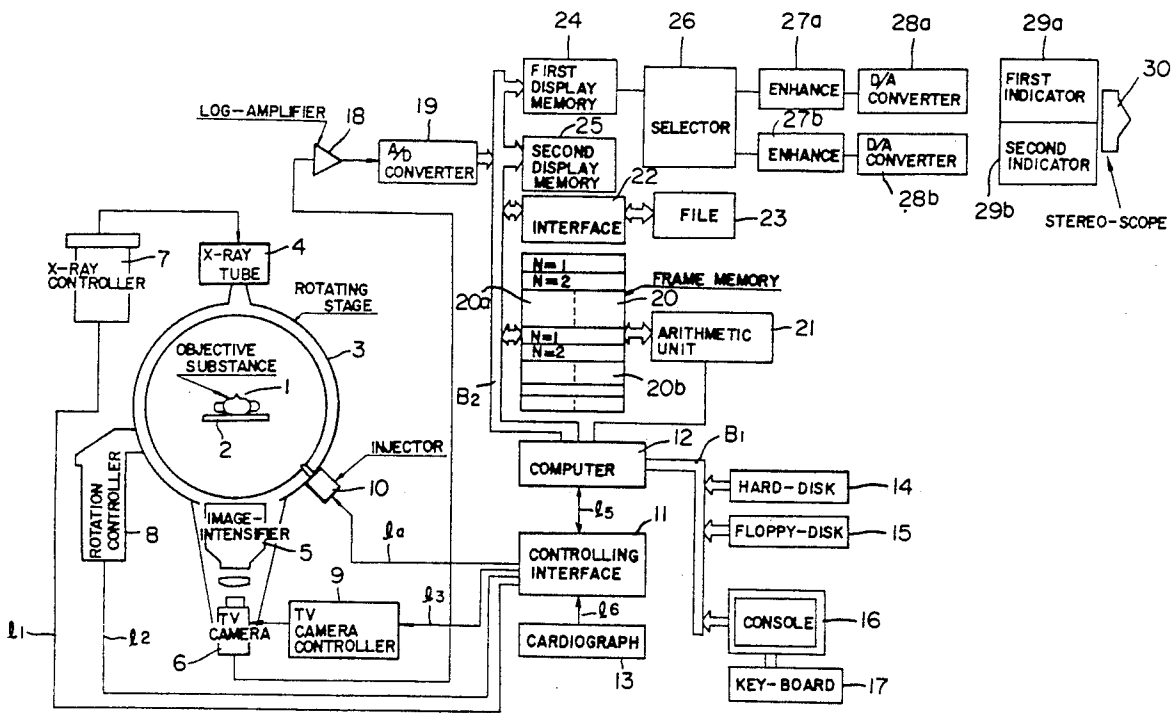 24
26
27a
28a
29a
30
FIRST
DISPLAY
MEMORY
SELECTOR
ENHANCE
D/A
CONVERTER
FIRST
INDICATOR
LOG-AMPLIFIER
18
19
A/D
CONVERTER
25
SECOND
DISPLAY
MEMORY
27b
ENHANCE
D/A
CONVERTER
28b
SECOND
INDICATOR
29b
STEREO-SCOPE
22
INTERFACE
FILE
23
7
X-RAY
CONTROLLER
4
X-RAY
TUBE
ROTATING
STAGE
3
N=1
N=2
20a
20
FRAME MEMORY
N=1
N=2
20b
ARITHMETIC
UNIT
21
OBJECTIVE
SUBSTANCE
1
2
B2
12
COMPUTER
B1
HARD-DISK
14
FLOPPY-DISK
15
CONSOLE
16
KEY-BOARD
17
INJECTOR
10
ROTATION
CONTROLLER
8
IMAGE-
INTENSIFIER
5
la
l5
11
CONTROLLING
INTERFACE
l6
CARDIOGRAPH
13
9
TV
CAMERA
CONTROLLER
l3
TV
CAMERA
6
l1
l2